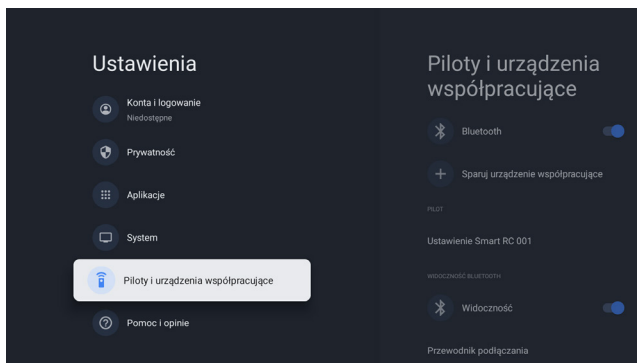 Ustawienia
Konta i logowanie
Niedostępne
Prywatność
Aplikacje
System
Piloty i urządzenia współpracujące
Pomoc i opinie
Piloty i urządzenia
współpracujące
Bluetooth
Sparuj urządzenie współpracujące
PILOT
Ustawienie Smart RC 001
WIDOCZNOŚĆ BLUETOOTH
Widoczność
Przewodnik podłączania